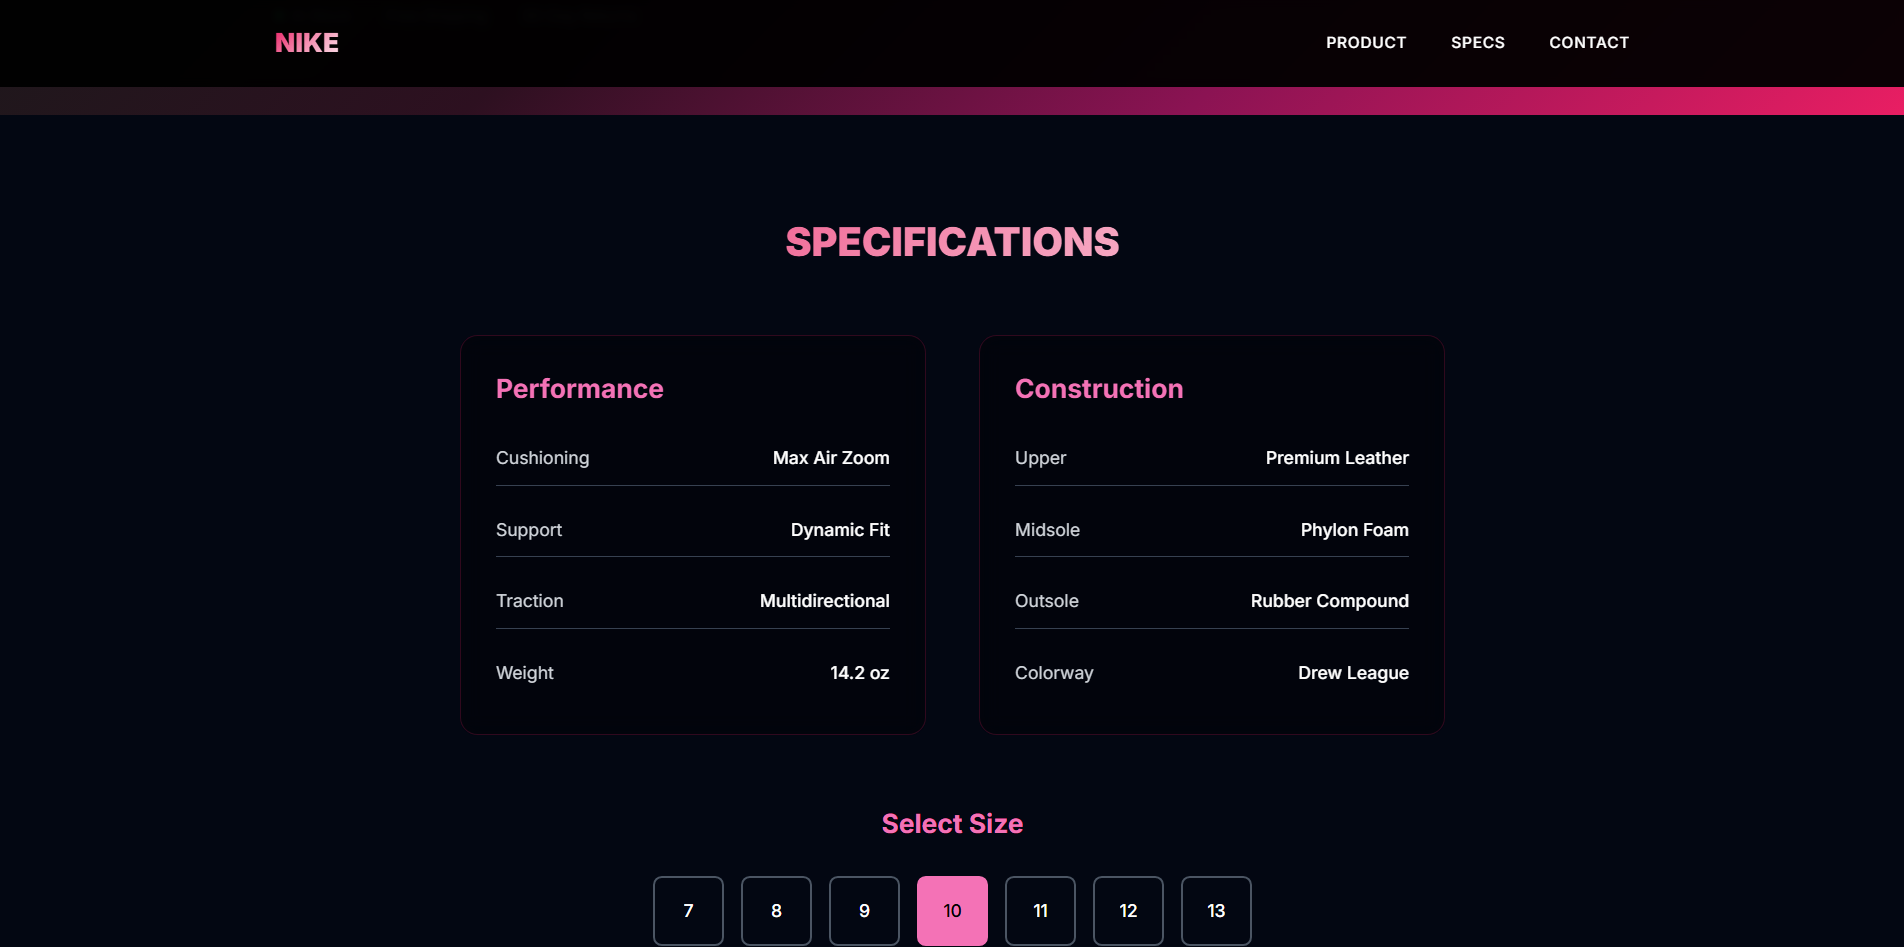 NIKE
PRODUCT SPECS CONTACT
SPECIFICATIONS
Performance
Cushioning Max Air Zoom
Support Dynamic Fit
Traction Multidirectional
Weight 14.2 oz
Construction
Upper Premium Leather
Midsole Phylon Foam
Outsole Rubber Compound
Colorway Drew League
Select Size
7 8 9 10 11 12 13